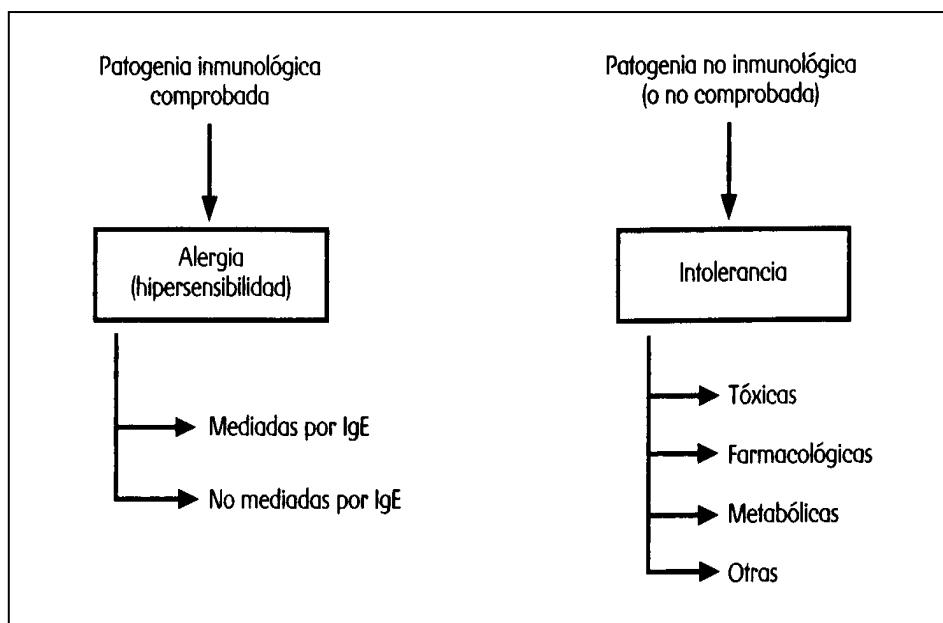 Patogenia inmunológica
comprobada
Alergia
(hipersensibilidad)
Mediadas por IgE
No mediadas por IgE
Patogenia no inmunológica
(o no comprobada)
Intolerancia
Tóxicas
Farmacológicas
Metabólicas
Otras